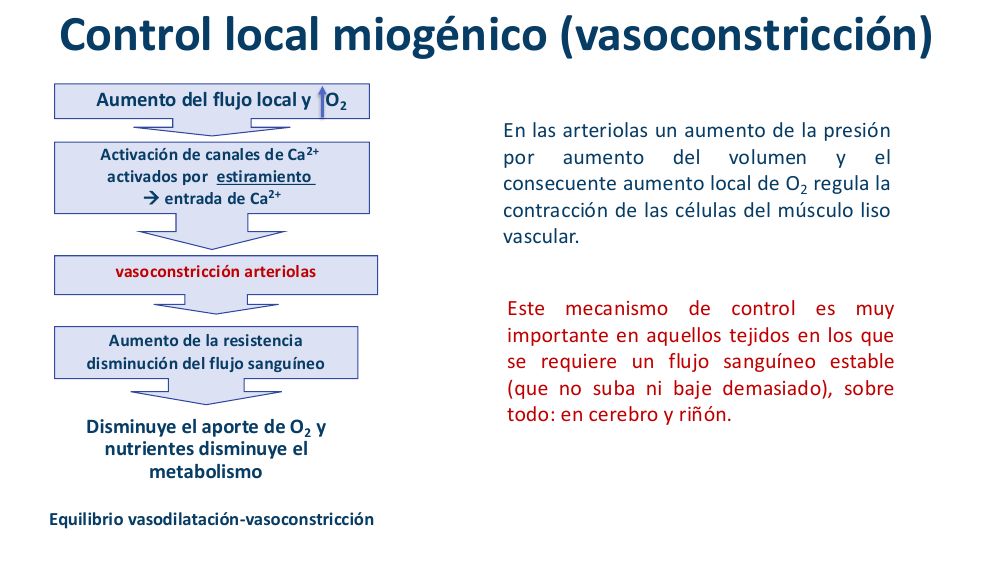 Control local miogénico (vasoconstricción)
Aumento del flujo local y ↑O₂
Activación de canales de Ca²⁺
activados por estiramiento
→ entrada de Ca²⁺
vasoconstricción arteriolas
Aumento de la resistencia
disminución del flujo sanguíneo
Disminuye el aporte de O₂ y
nutrientes disminuye el
metabolismo
Equilibrio vasodilatación-vasoconstricción
En las arteriolas un aumento de la presión
por aumento del volumen y el
consecuente aumento local de O₂ regula la
contracción de las células del músculo liso
vascular.
Este mecanismo de control es muy
importante en aquellos tejidos en los que
se requiere un flujo sanguíneo estable
(que no suba ni baje demasiado), sobre
todo: en cerebro y riñón.